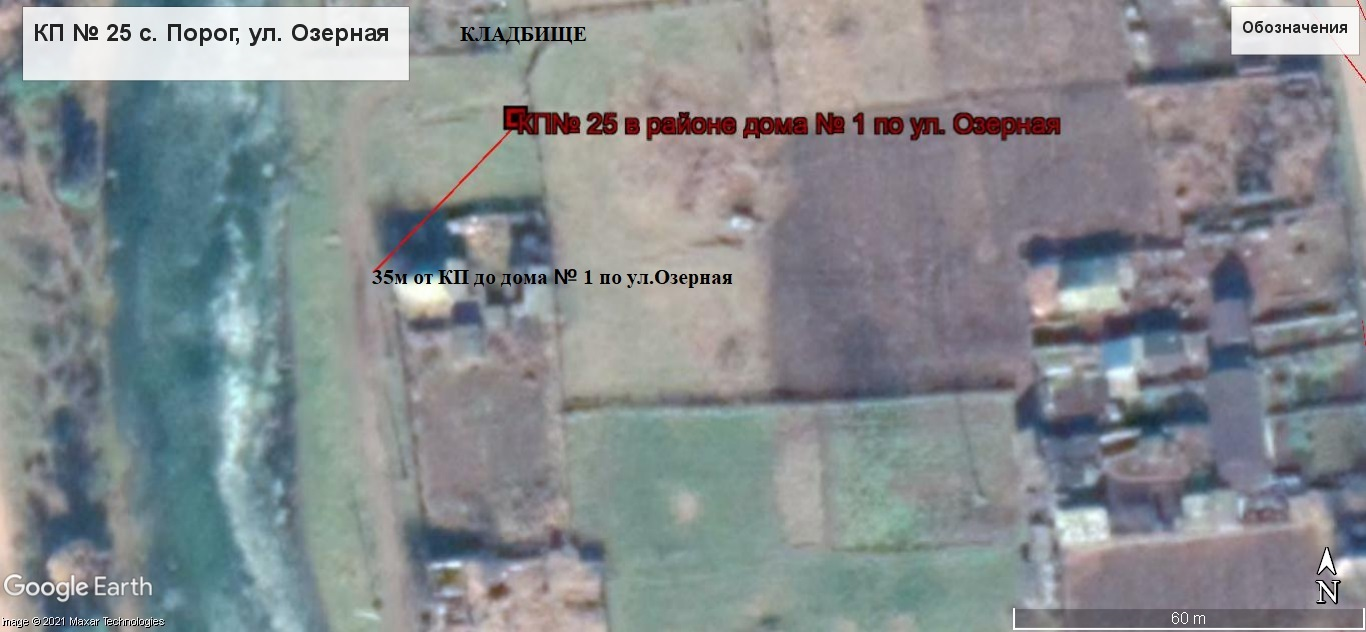 КП № 25 с. Порог, ул. Озерная
КЛАДБИЩЕ
Обозначения
КП№ 25 в районе дома № 1 по ул. Озерная
35м от КП до дома № 1 по ул.Озерная
Google Earth
Image © 2021 Maxar Technologies
N
60 m